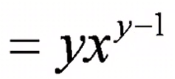 = yx^{y-1}